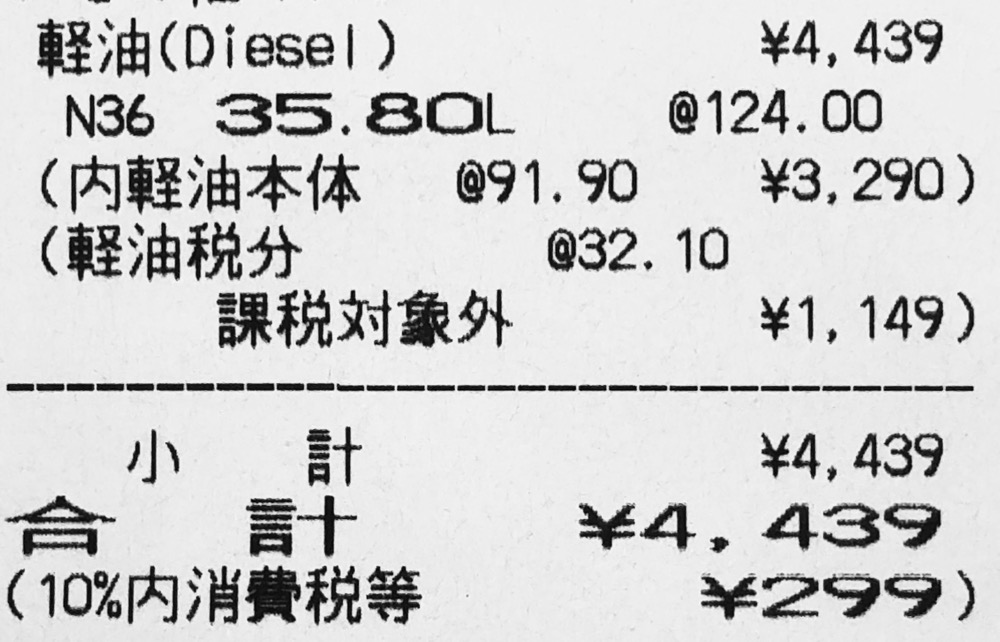 軽油(Diesel) ¥4,439
N36 35.80L @124.00
(内軽油本体 @91.90 ¥3,290)
(軽油税分 @32.10
課税対象外 ¥1,149)
小計 ¥4,439
合計 ¥4,439
(10%内消費税等 ¥299)